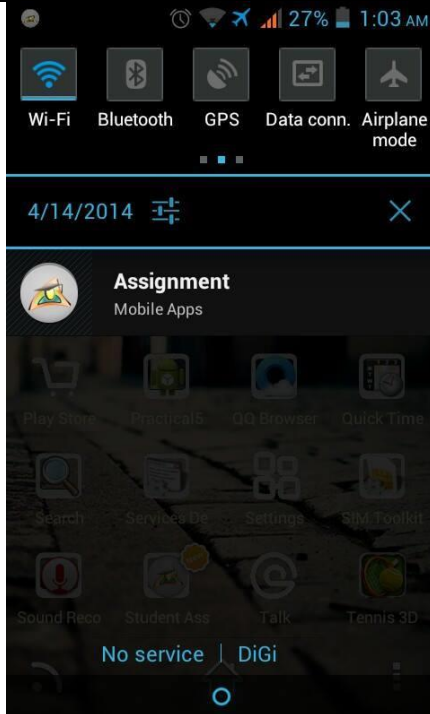 27% 1:03 AM
Wi-Fi Bluetooth GPS Data conn. Airplane
mode
4/14/2014
Assignment
Mobile Apps
Play Store Practical5 QQ Browser Quick Time
Search Services De Settings SIM Toolkit
Sound Reco Student Ass Talk Tennis 3D
No service | DiGi